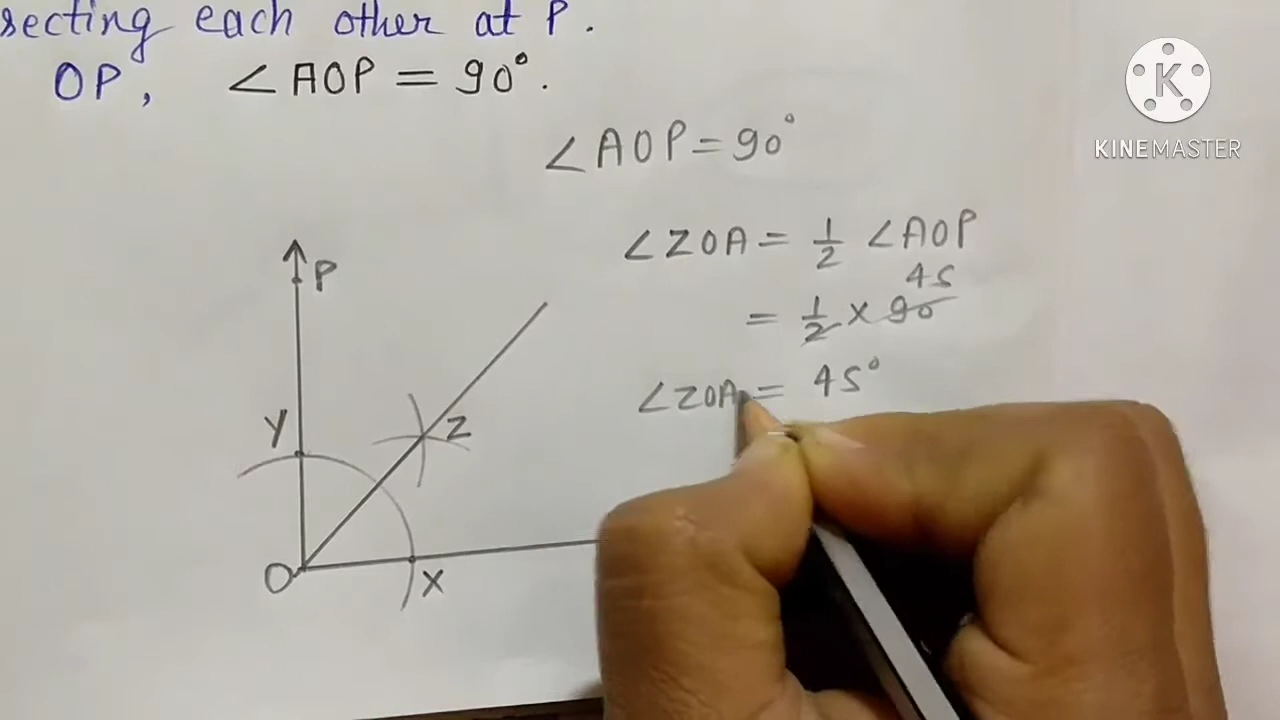 secting each other at P.
OP, ∠AOP = 90°.
∠AOP = 90°
∠ZOA = 1/2 ∠AOP
45
= 1/2 × 90
∠ZOA = 45°
P
Y
Z
O
X
K
KINEMASTER